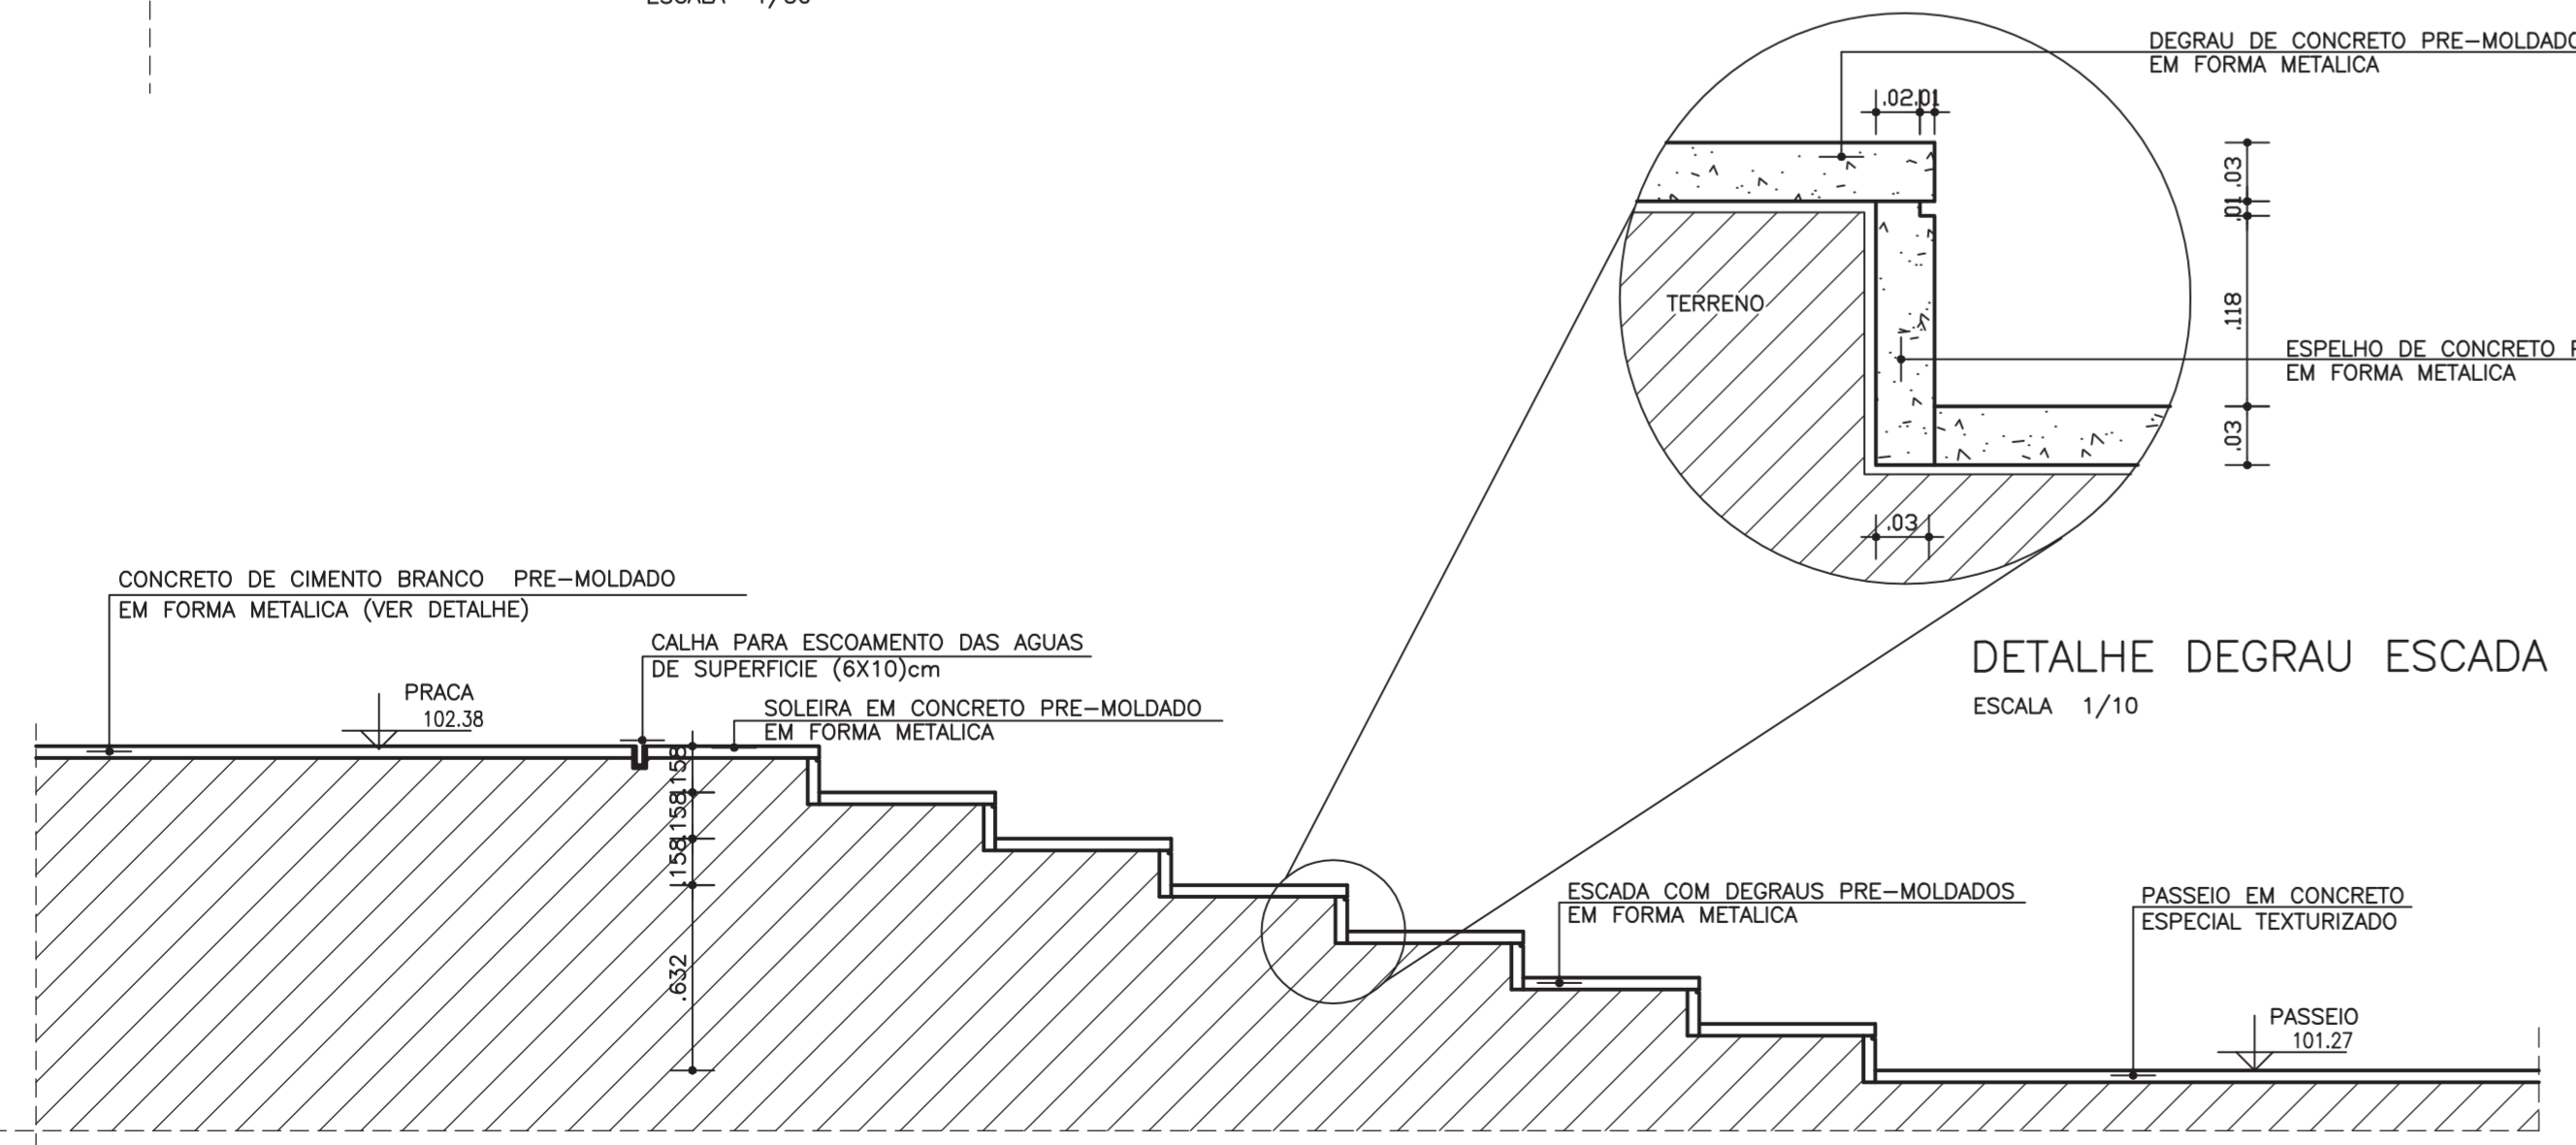 DEGRAU DE CONCRETO PRE-MOLDADO
EM FORMA METALICA
.02 .01
.03
.01
.118
.03
TERRENO
ESPELHO DE CONCRETO
EM FORMA METALICA
.03
DETALHE DEGRAU ESCADA
ESCALA 1/10
CONCRETO DE CIMENTO BRANCO PRE-MOLDADO
EM FORMA METALICA (VER DETALHE)
CALHA PARA ESCOAMENTO DAS AGUAS
DE SUPERFICIE (6X10)cm
PRACA
102.38
SOLEIRA EM CONCRETO PRE-MOLDADO
EM FORMA METALICA
.158
.158
.158
.632
ESCADA COM DEGRAUS PRE-MOLDADOS
EM FORMA METALICA
PASSEIO EM CONCRETO
ESPECIAL TEXTURIZADO
PASSEIO
101.27